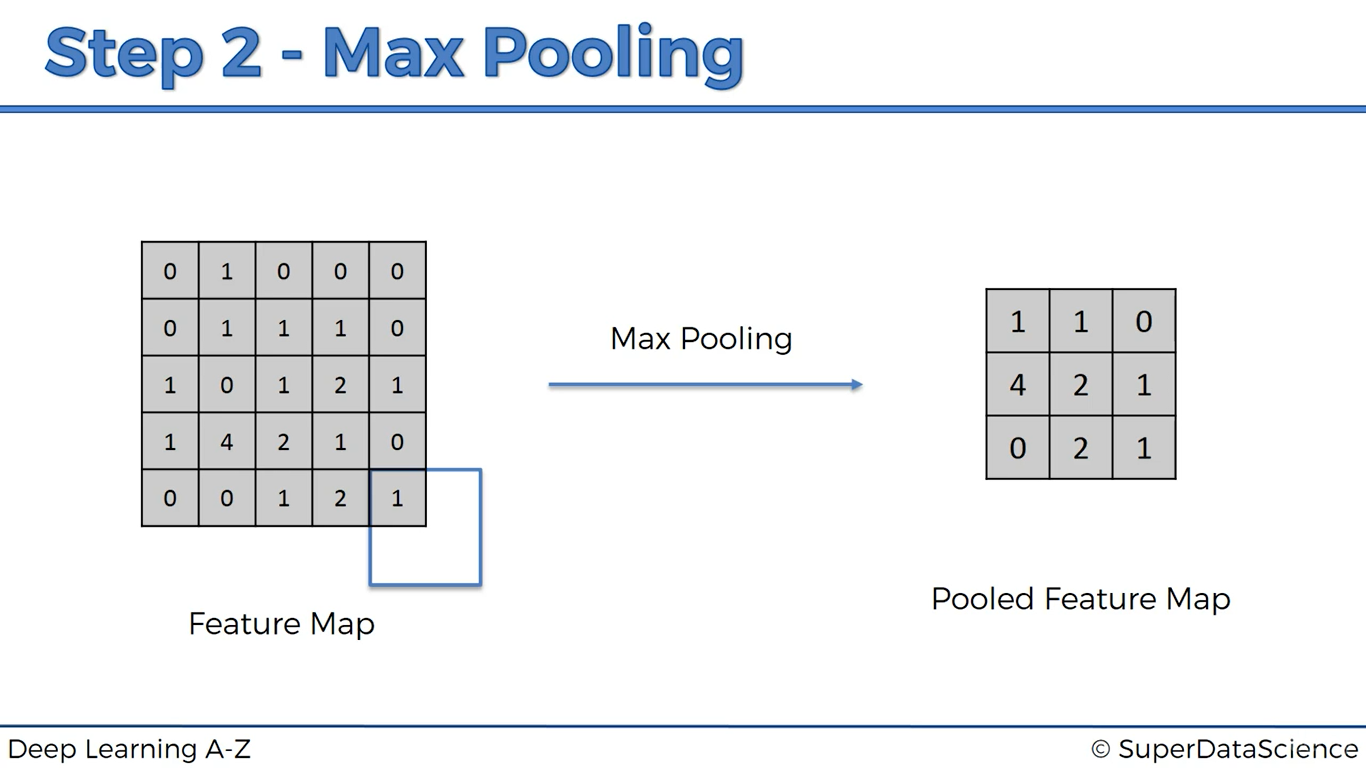 Step 2 - Max Pooling
0 1 0 0 0
0 1 1 1 0
1 0 1 2 1
1 4 2 1 0
0 0 1 2 1
Feature Map
Max Pooling
1 1 0
4 2 1
0 2 1
Pooled Feature Map
Deep Learning A-Z
© SuperDataScience